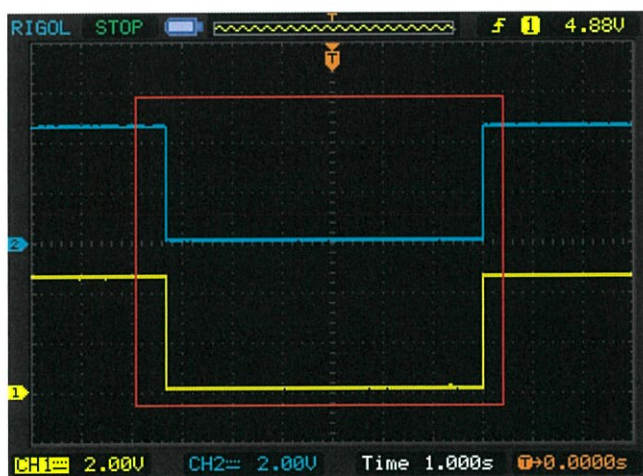 RIGOL STOP T 1 4.88V
T
2
1
CH1 2.00V CH2 2.00V Time 1.000s T→0.0000s